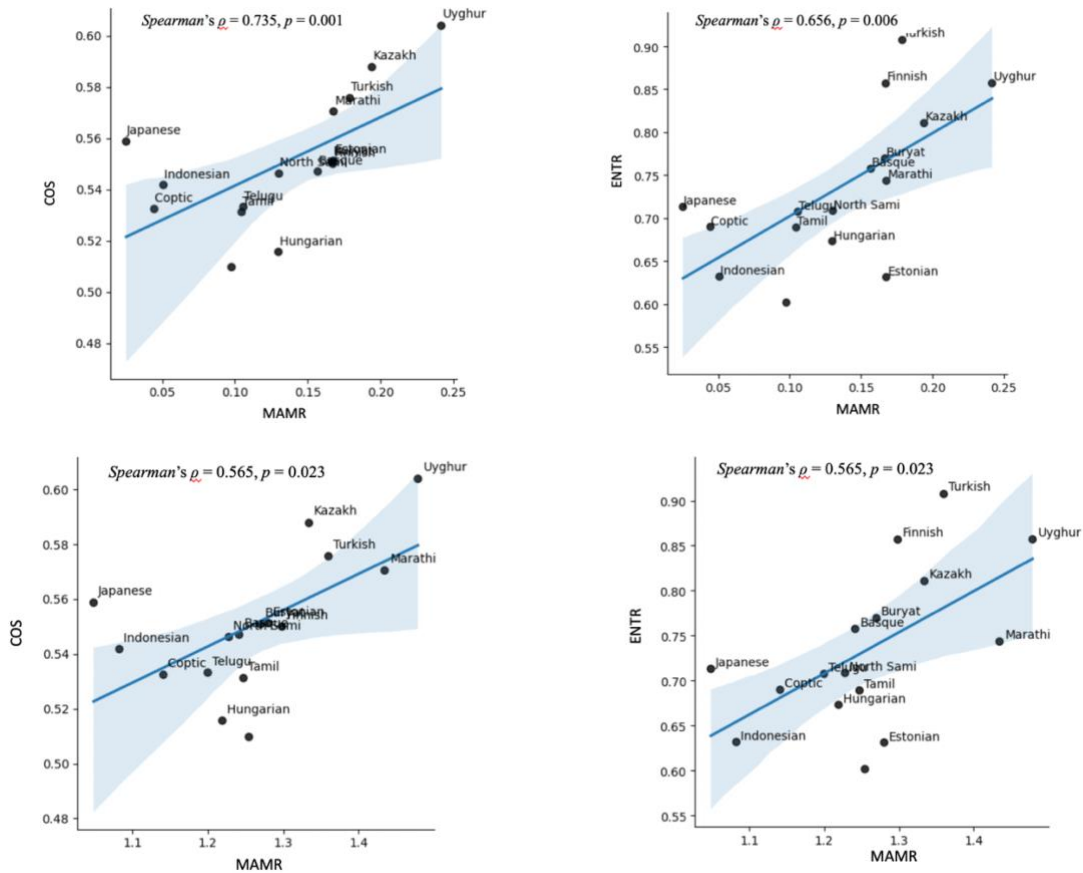 Spearman's ρ = 0.735, p = 0.001
Uyghur
0.60
Kazakh
0.58
Turkish
Marathi
Japanese
0.56
Estonian
Basque
North Sami
Indonesian
0.54
Coptic
Telugu
Tamil
0.52
Hungarian
0.50
0.48
COS
0.05 0.10 0.15 0.20 0.25
MAMR
Spearman's ρ = 0.656, p = 0.006
0.90
Finnish
Uyghur
0.85
Kazakh
0.80
Buryat
Basque
0.75
Marathi
Japanese
Telugu
North Sami
0.70
Coptic
Tamil
Hungarian
0.65
Indonesian
Estonian
0.60
0.55
ENTR
0.05 0.10 0.15 0.20 0.25
MAMR
Spearman's ρ = 0.565, p = 0.023
Uyghur
0.60
Kazakh
0.58
Turkish
Marathi
Japanese
0.56
Estonian
Finnish
North Sami
Indonesian
0.54
Coptic
Telugu
Tamil
0.52
Hungarian
0.50
0.48
COS
1.1 1.2 1.3 1.4
MAMR
Spearman's ρ = 0.565, p = 0.023
Turkish
0.90
Finnish
Uyghur
0.85
Kazakh
0.80
Buryat
Basque
0.75
Marathi
Japanese
Telugu
North Sami
0.70
Coptic
Tamil
Hungarian
0.65
Indonesian
Estonian
0.60
0.55
ENTR
1.1 1.2 1.3 1.4
MAMR